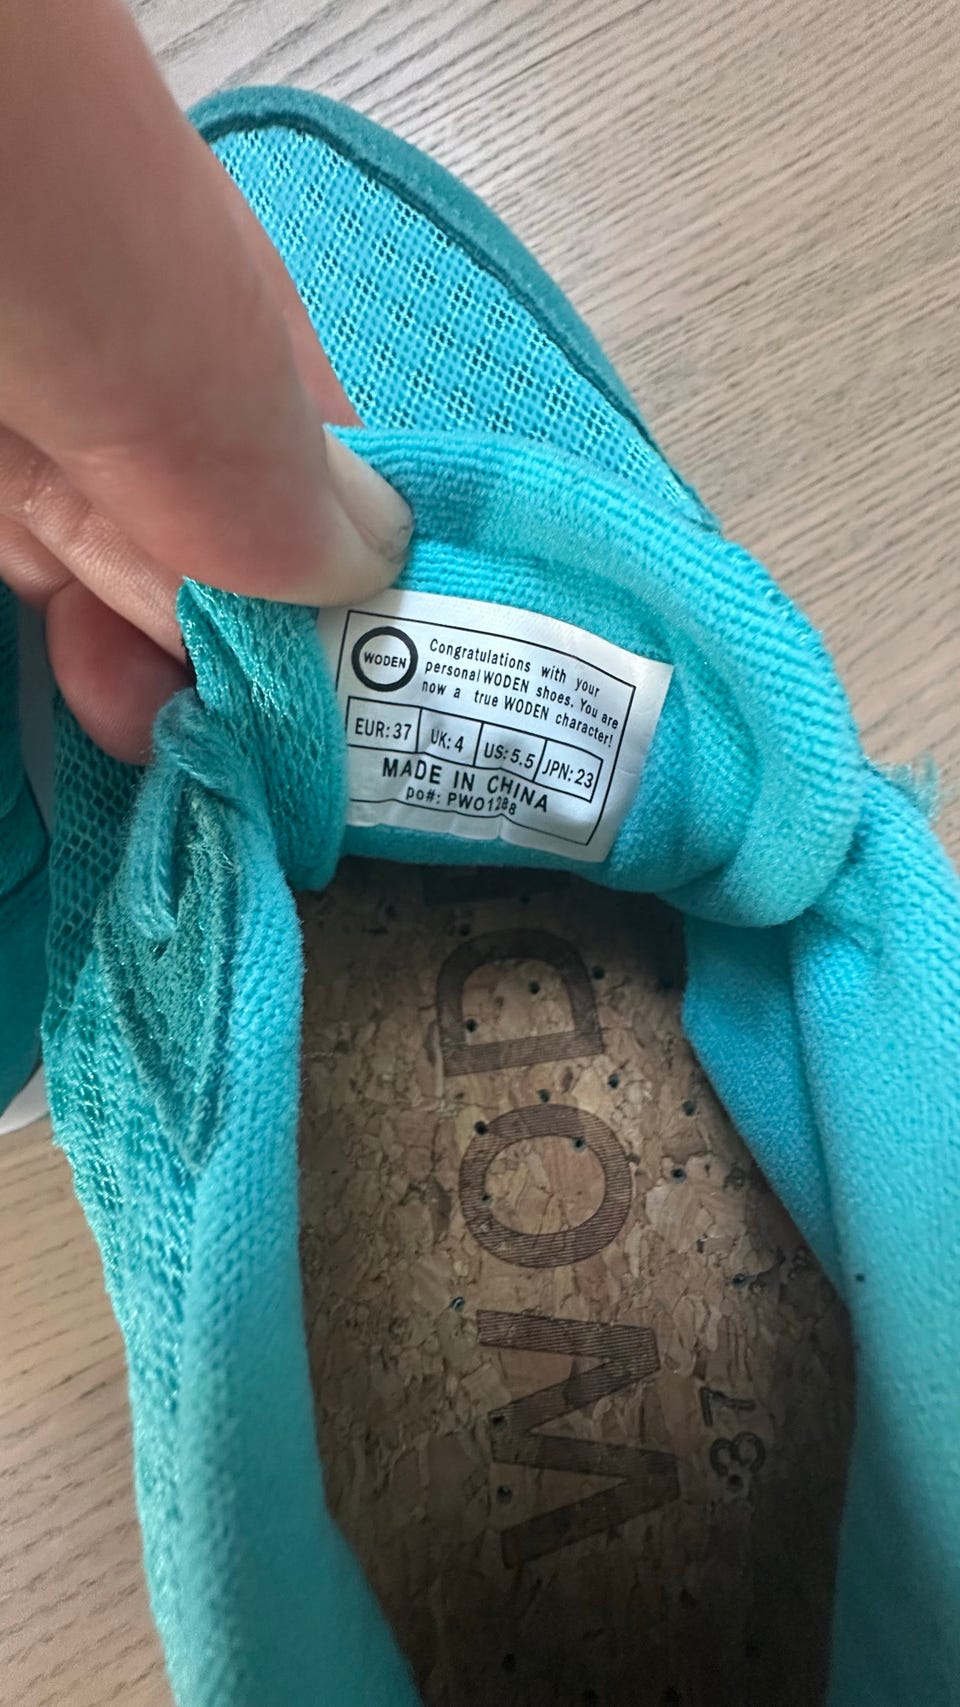 WODEN
Congratulations with your
personal WODEN shoes. You are
now a true WODEN character!
EUR: 37 UK: 4 US: 5.5 JPN: 23
MADE IN CHINA
po#: PWO1288
WOD
37